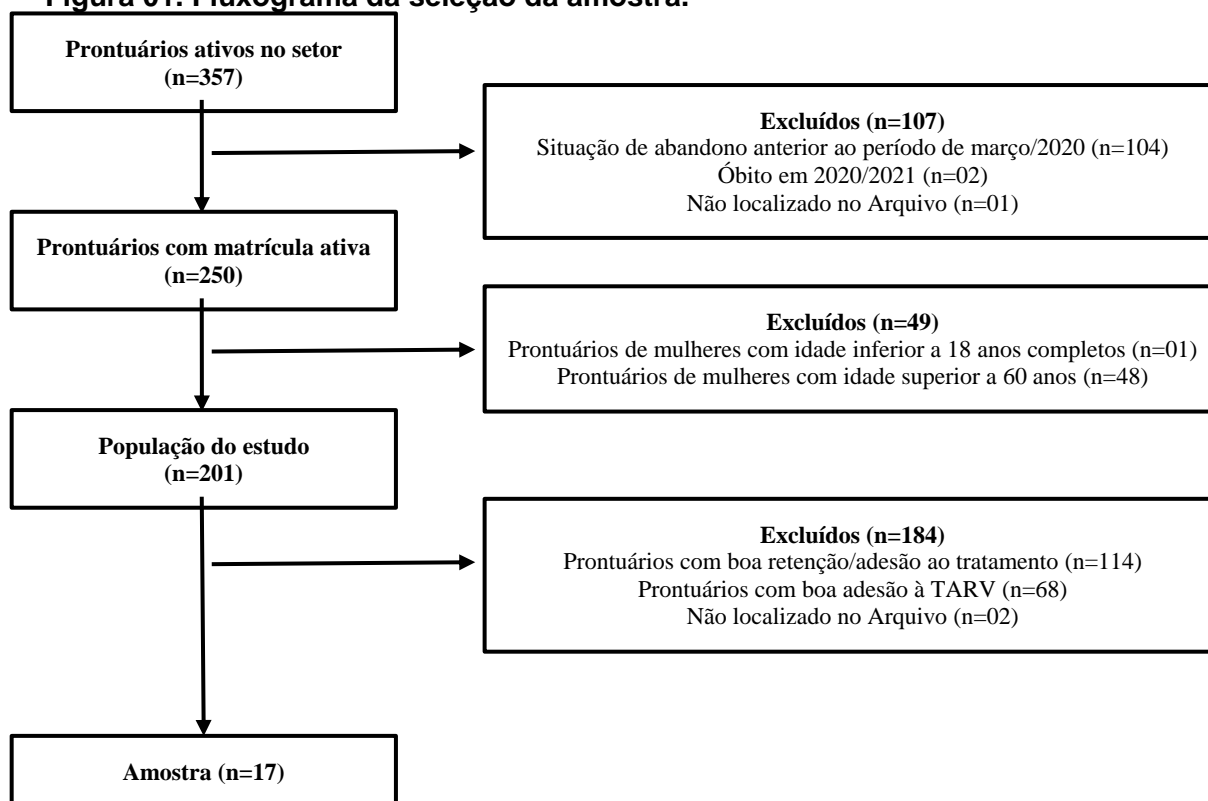 Figura 01. Fluxograma da seleção da amostra.
Prontuários ativos no setor
(n=357)
Excluídos (n=107)
Situação de abandono anterior ao período de março/2020 (n=104)
Óbito em 2020/2021 (n=02)
Não localizado no Arquivo (n=01)
Prontuários com matrícula ativa
(n=250)
Excluídos (n=49)
Prontuários de mulheres com idade inferior a 18 anos completos (n=01)
Prontuários de mulheres com idade superior a 60 anos (n=48)
População do estudo
(n=201)
Excluídos (n=184)
Prontuários com boa retenção/adesão ao tratamento (n=114)
Prontuários com boa adesão à TARV (n=68)
Não localizado no Arquivo (n=02)
Amostra (n=17)